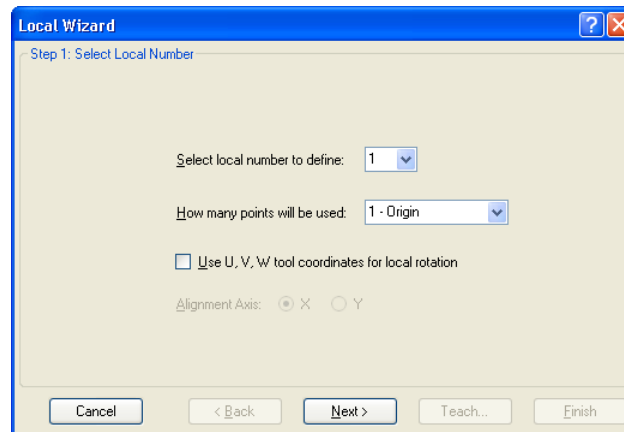 Local Wizard
Step 1: Select Local Number
Select local number to define: 1
How many points will be used: 1 - Origin
Use U, V, W tool coordinates for local rotation
Alignment Axis: X Y
Cancel < Back Next > Teach... Finish